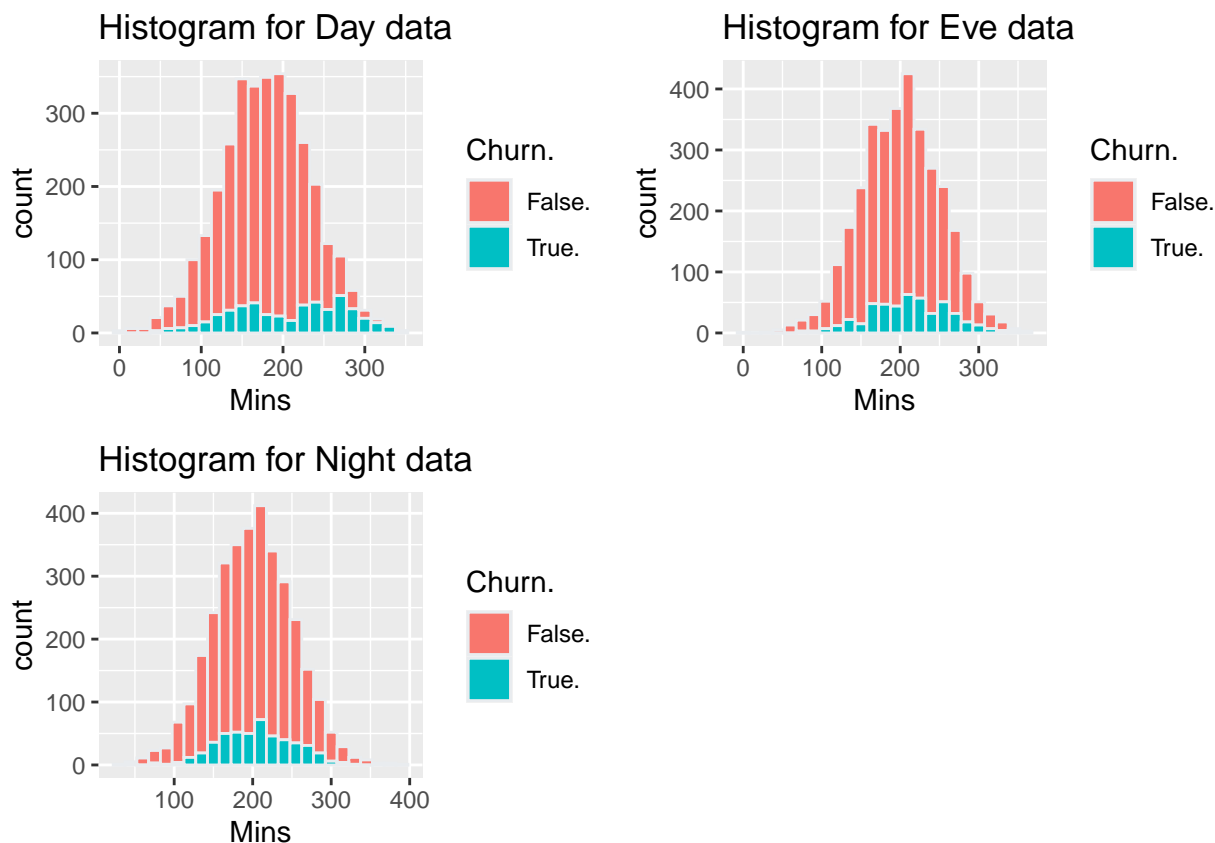 Histogram for Day data
300
200
100
0
count
0 100 200 300
Mins
Churn.
False.
True.
Histogram for Eve data
400
300
200
100
0
count
0 100 200 300
Mins
Churn.
False.
True.
Histogram for Night data
400
300
200
100
0
count
100 200 300 400
Mins
Churn.
False.
True.